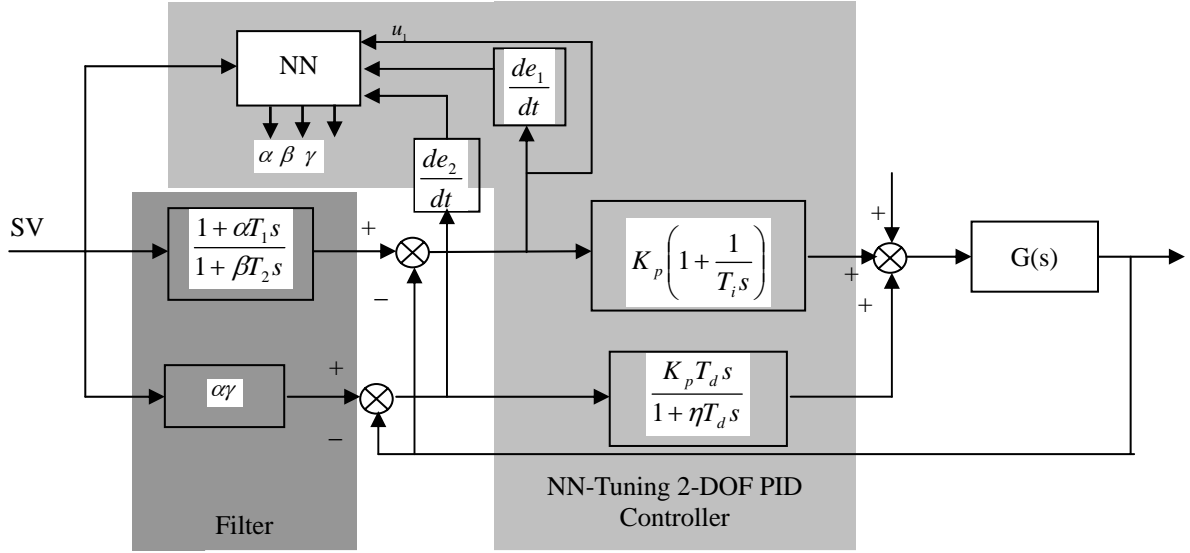 u₁
NN
de₁
dt
α β γ
de₂
dt
SV
1 + αT₁s
1 + βT₂s
+
−
K_p(1 + 1/(T_i s))
+
+
+
G(s)
αγ
+
−
K_p T_d s
1 + ηT_d s
NN-Tuning 2-DOF PID
Controller
Filter